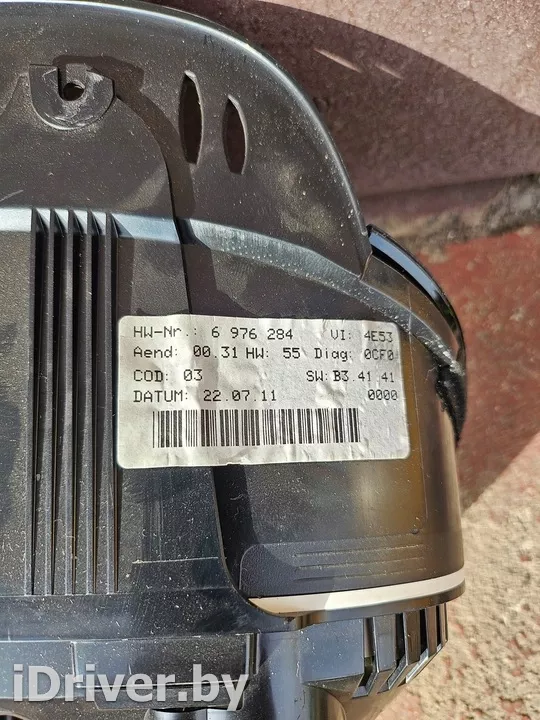 HW-Nr.: 6 976 284 VI: 4E53
Aend: 00.31 HW: 55 Diag: 0CF0
COD: 03 SW: B3.41.41
DATUM: 22.07.11 0000
iDriver.by